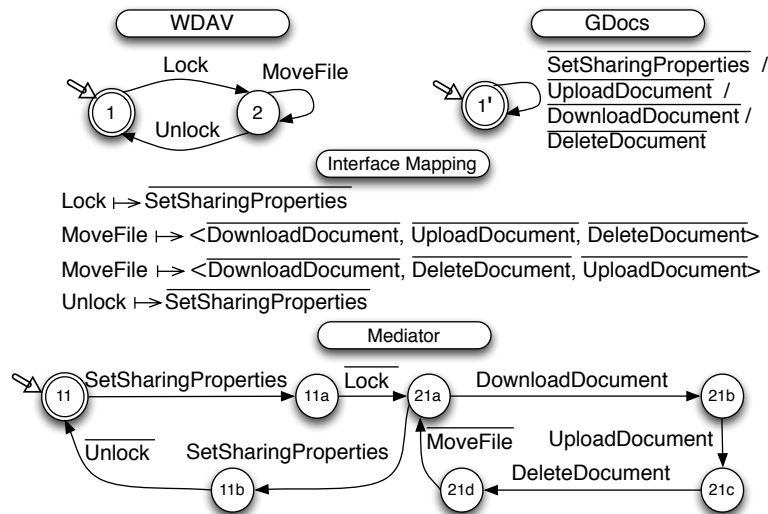 WDAV
GDocs
Lock
MoveFile
Unlock
1
2
1'
SetSharingProperties /
UploadDocument /
DownloadDocument /
DeleteDocument
Interface Mapping
Lock ↦ SetSharingProperties
MoveFile ↦ <DownloadDocument, UploadDocument, DeleteDocument>
MoveFile ↦ <DownloadDocument, DeleteDocument, UploadDocument>
Unlock ↦ SetSharingProperties
Mediator
SetSharingProperties
Lock
DownloadDocument
11
11a
21a
21b
Unlock
SetSharingProperties
MoveFile
UploadDocument
DeleteDocument
11b
21d
21c